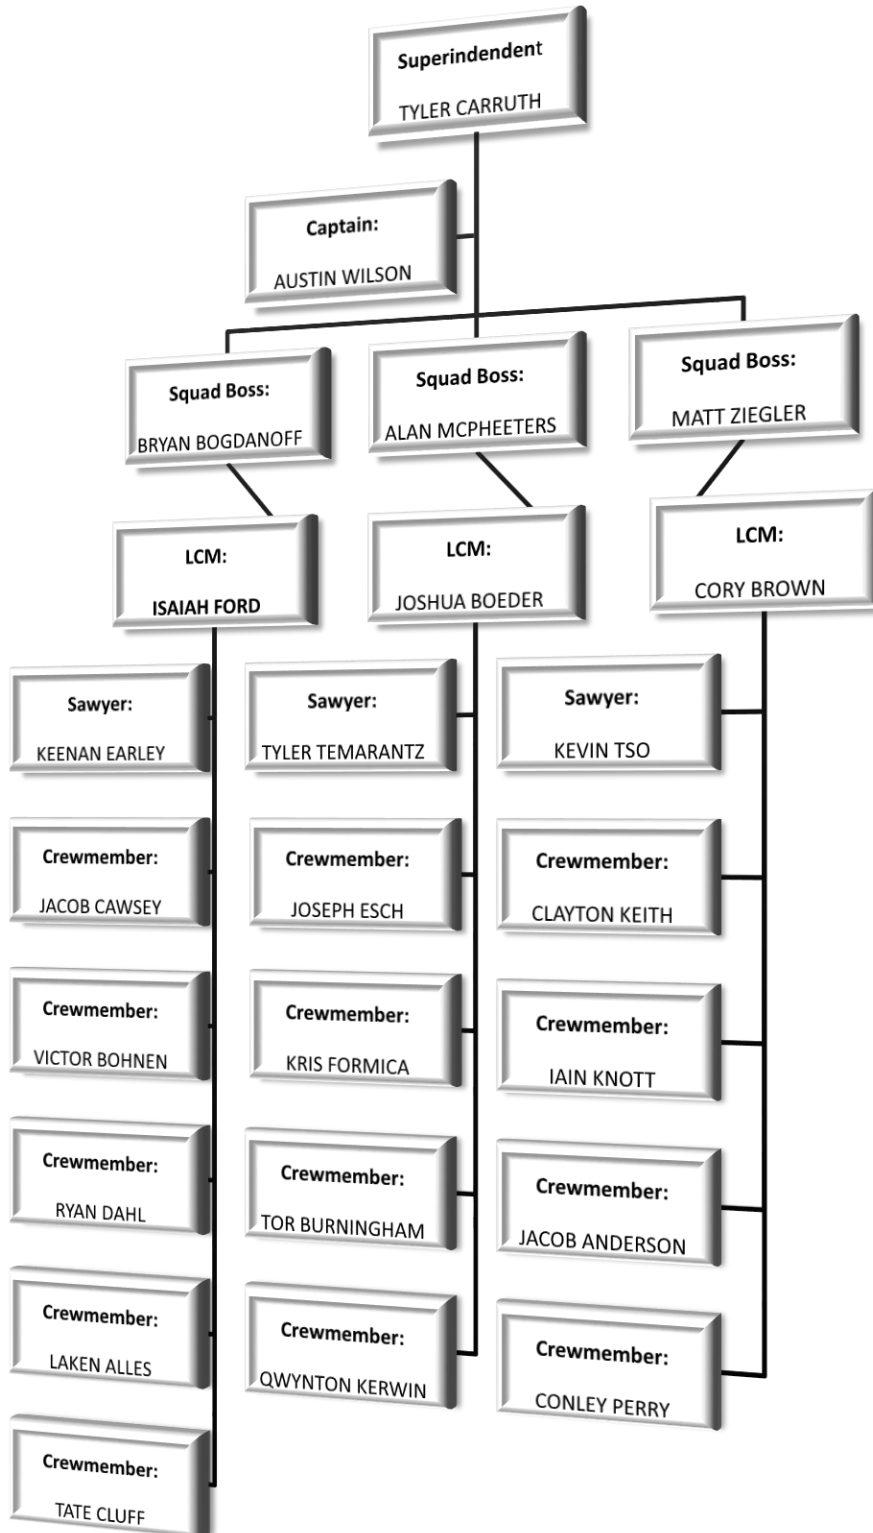 Superindendent
TYLER CARRUTH
Captain:
AUSTIN WILSON
Squad Boss:
BRYAN BOGDANOFF
Squad Boss:
ALAN MCPHEETERS
Squad Boss:
MATT ZIEGLER
LCM:
ISAIAH FORD
LCM:
JOSHUA BOEDER
LCM:
CORY BROWN
Sawyer:
KEENAN EARLEY
Crewmember:
JACOB CAWSEY
Crewmember:
VICTOR BOHNEN
Crewmember:
RYAN DAHL
Crewmember:
LAKEN ALLES
Crewmember:
TATE CLUFF
Sawyer:
TYLER TEMARANTZ
Crewmember:
JOSEPH ESCH
Crewmember:
KRIS FORMICA
Crewmember:
TOR BURNINGHAM
Crewmember:
QWYNTON KERWIN
Sawyer:
KEVIN TSO
Crewmember:
CLAYTON KEITH
Crewmember:
IAIN KNOTT
Crewmember:
JACOB ANDERSON
Crewmember:
CONLEY PERRY